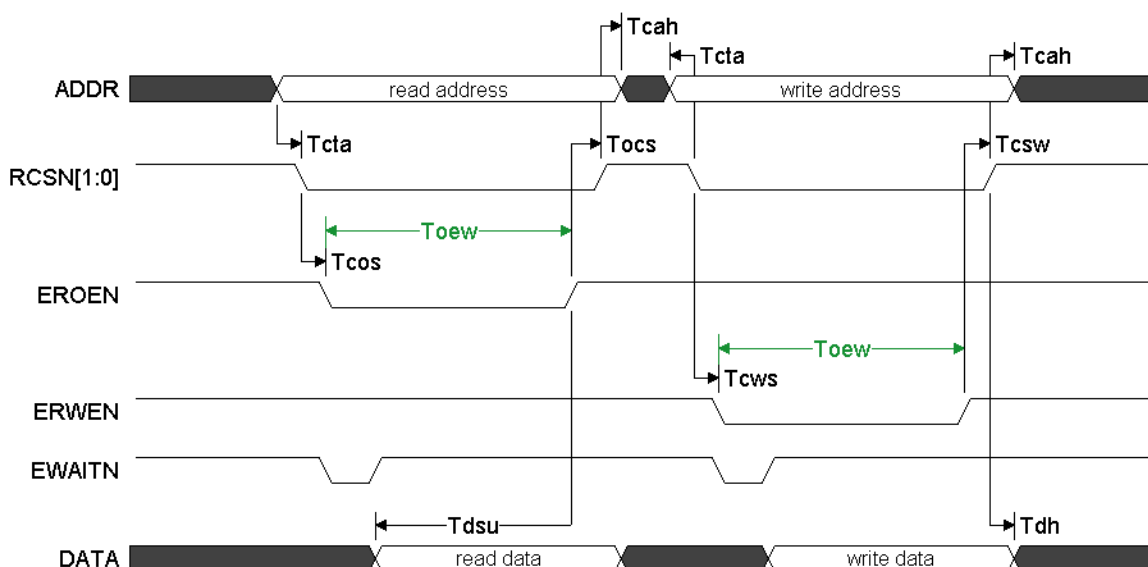 Tcah
Tcta
Tcah
ADDR
read address
write address
Tcta
Tocs
Tcsw
RCSN[1:0]
Toew
Tcos
EROEN
Toew
Tcws
ERWEN
EWAITN
Tdsu
Tdh
DATA
read data
write data